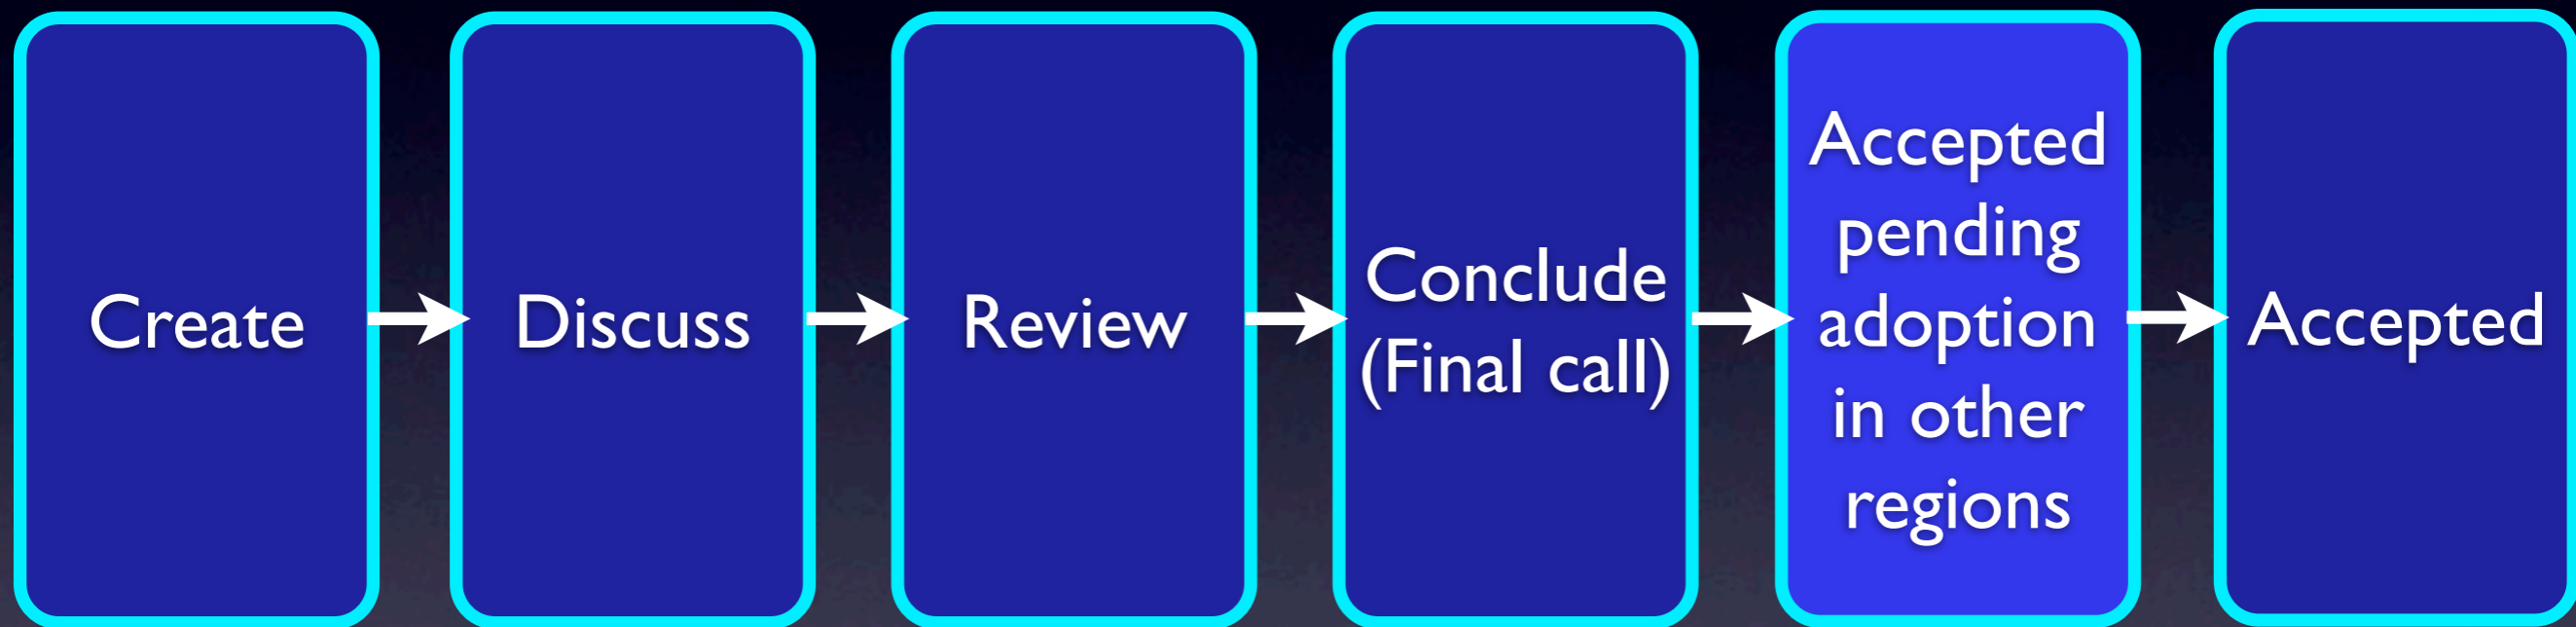 Create
Discuss
Review
Conclude
(Final call)
Accepted
pending
adoption
in other
regions
Accepted